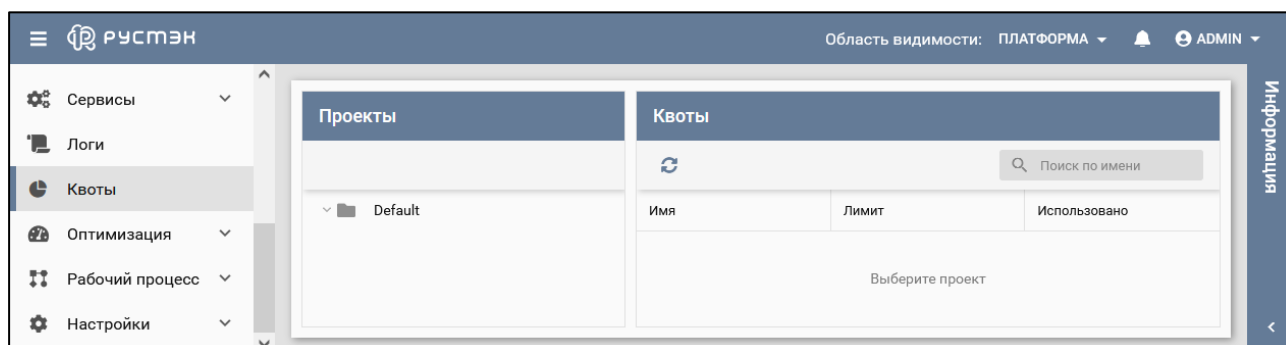 РУСТЭК
Область видимости: ПЛАТФОРМА ADMIN
Сервисы
Логи
Квоты
Оптимизация
Рабочий процесс
Настройки
Проекты
Default
Квоты
Поиск по имени
Имя Лимит Использовано
Выберите проект
Информация